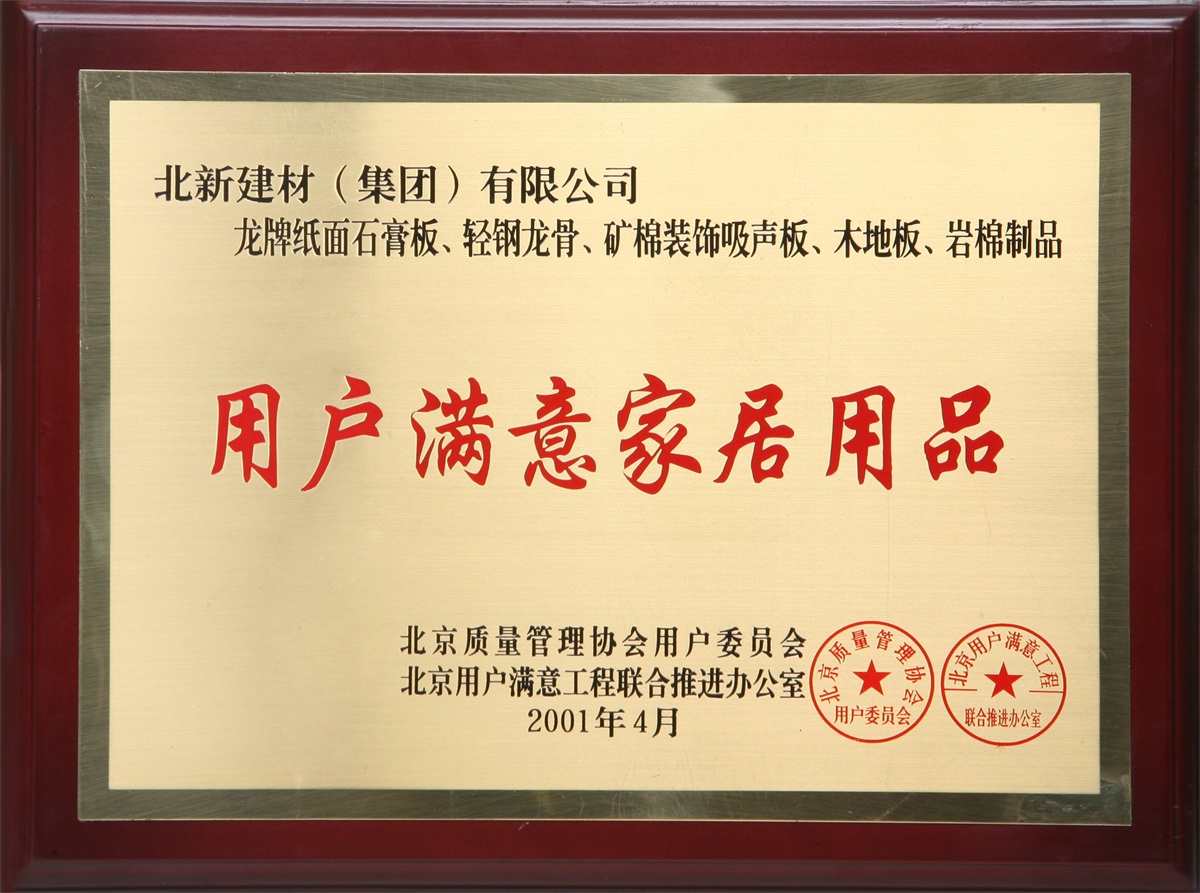 北新建材（集团）有限公司
龙牌纸面石膏板、轻钢龙骨、矿棉装饰吸声板、木地板、岩棉制品
用户满意家居用品
北京质量管理协会用户委员会
北京用户满意工程联合推进办公室
2001年4月
北京质量管理协会
用户委员会
北京用户满意工程
联合推进办公室